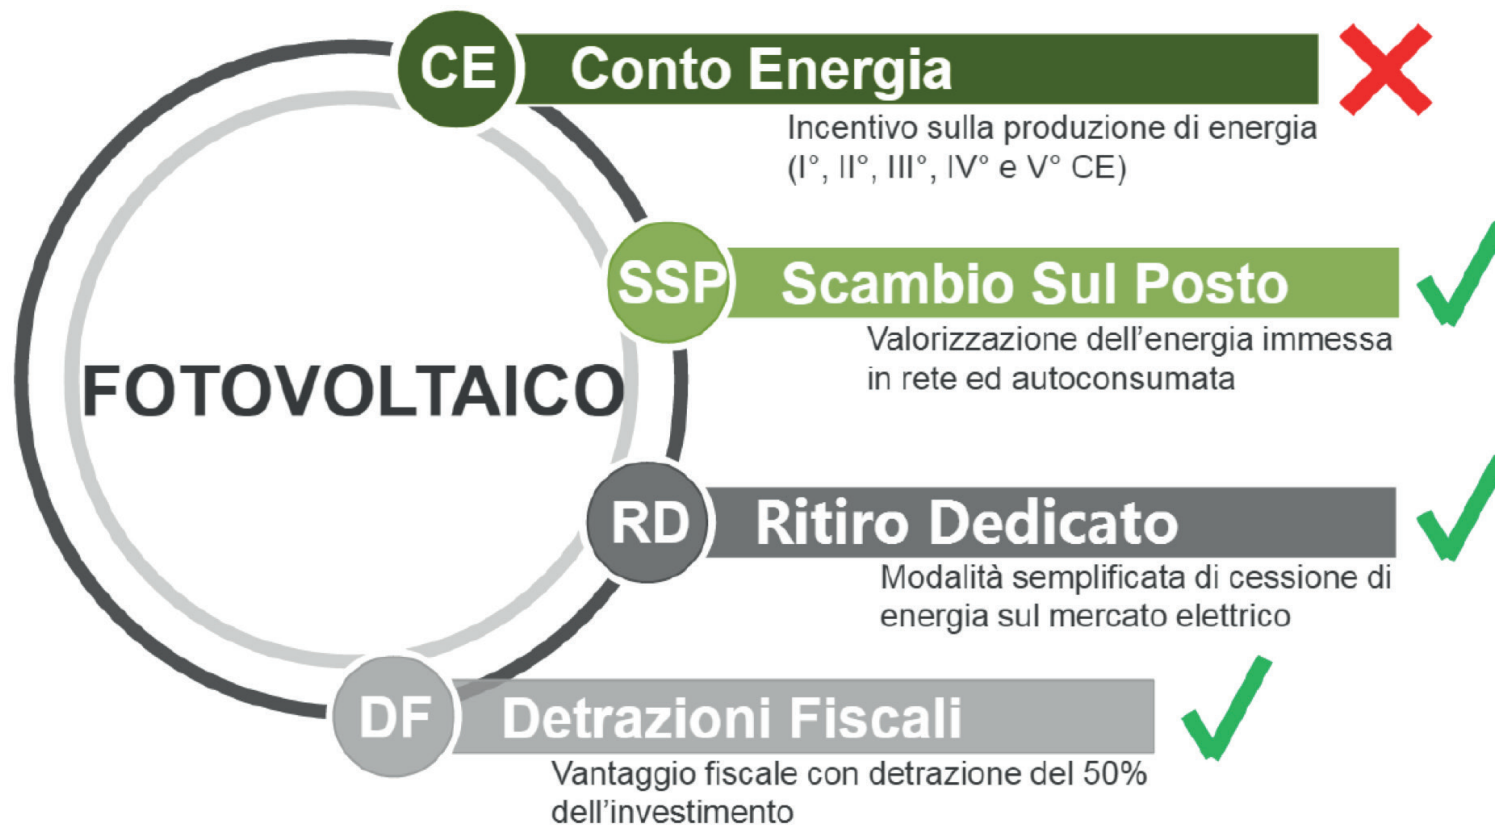 CE Conto Energia
Incentivo sulla produzione di energia
(I°, II°, III°, IV° e V° CE)
SSP Scambio Sul Posto
Valorizzazione dell'energia immessa
in rete ed autoconsumata
FOTOVOLTAICO
RD Ritiro Dedicato
Modalità semplificata di cessione di
energia sul mercato elettrico
DF Detrazioni Fiscali
Vantaggio fiscale con detrazione del 50%
dell'investimento